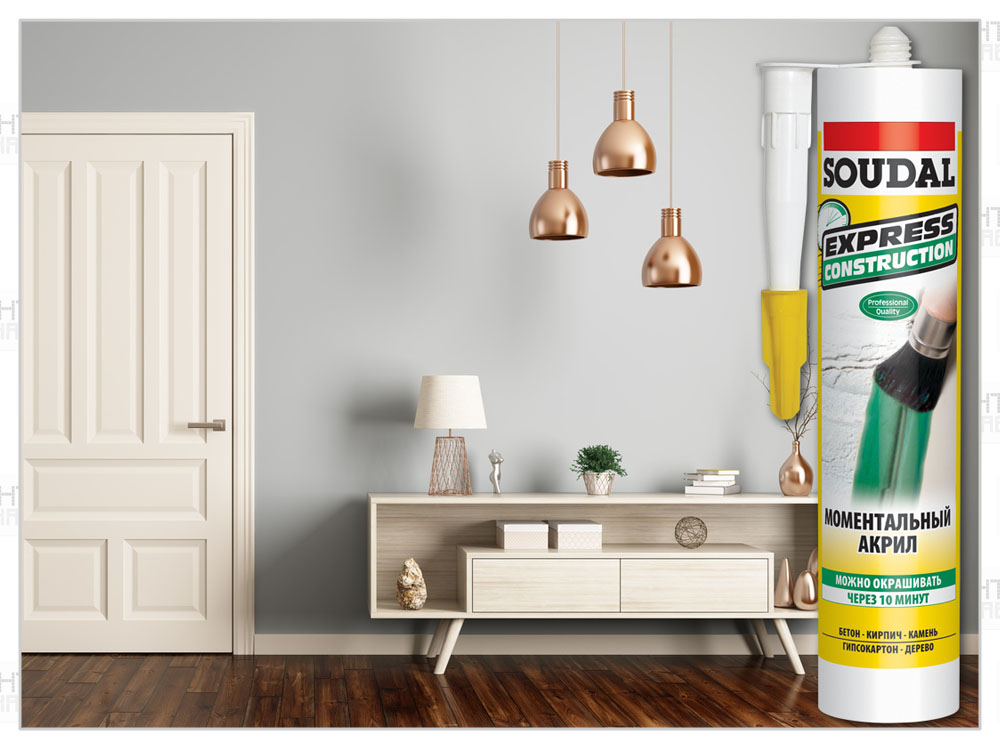 SOUDAL
EXPRESS
CONSTRUCTION
Professional
Quality
МОМЕНТАЛЬНЫЙ
АКРИЛ
МОЖНО ОКРАШИВАТЬ
ЧЕРЕЗ 10 МИНУТ
БЕТОН - КИРПИЧ - КАМЕНЬ
ГИПСОКАРТОН - ДЕРЕВО